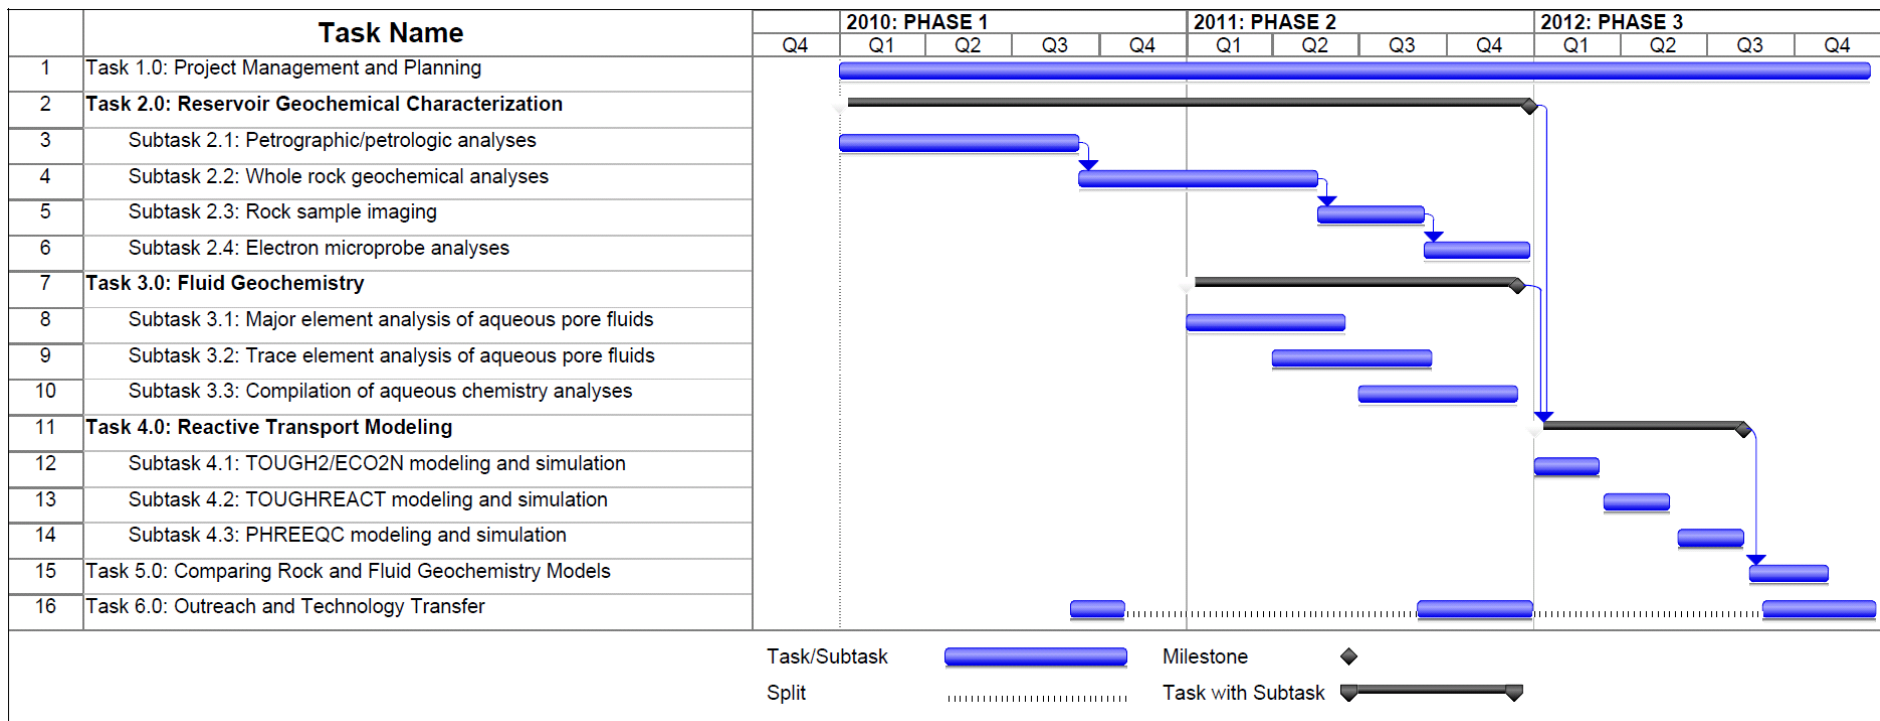 Task Name
2010: PHASE 1 2011: PHASE 2 2012: PHASE 3
Q4 Q1 Q2 Q3 Q4 Q1 Q2 Q3 Q4 Q1 Q2 Q3 Q4
1 Task 1.0: Project Management and Planning
2 Task 2.0: Reservoir Geochemical Characterization
3 Subtask 2.1: Petrographic/petrologic analyses
4 Subtask 2.2: Whole rock geochemical analyses
5 Subtask 2.3: Rock sample imaging
6 Subtask 2.4: Electron microprobe analyses
7 Task 3.0: Fluid Geochemistry
8 Subtask 3.1: Major element analysis of aqueous pore fluids
9 Subtask 3.2: Trace element analysis of aqueous pore fluids
10 Subtask 3.3: Compilation of aqueous chemistry analyses
11 Task 4.0: Reactive Transport Modeling
12 Subtask 4.1: TOUGH2/ECO2N modeling and simulation
13 Subtask 4.2: TOUGHREACT modeling and simulation
14 Subtask 4.3: PHREEQC modeling and simulation
15 Task 5.0: Comparing Rock and Fluid Geochemistry Models
16 Task 6.0: Outreach and Technology Transfer
Task/Subtask Milestone
Split Task with Subtask